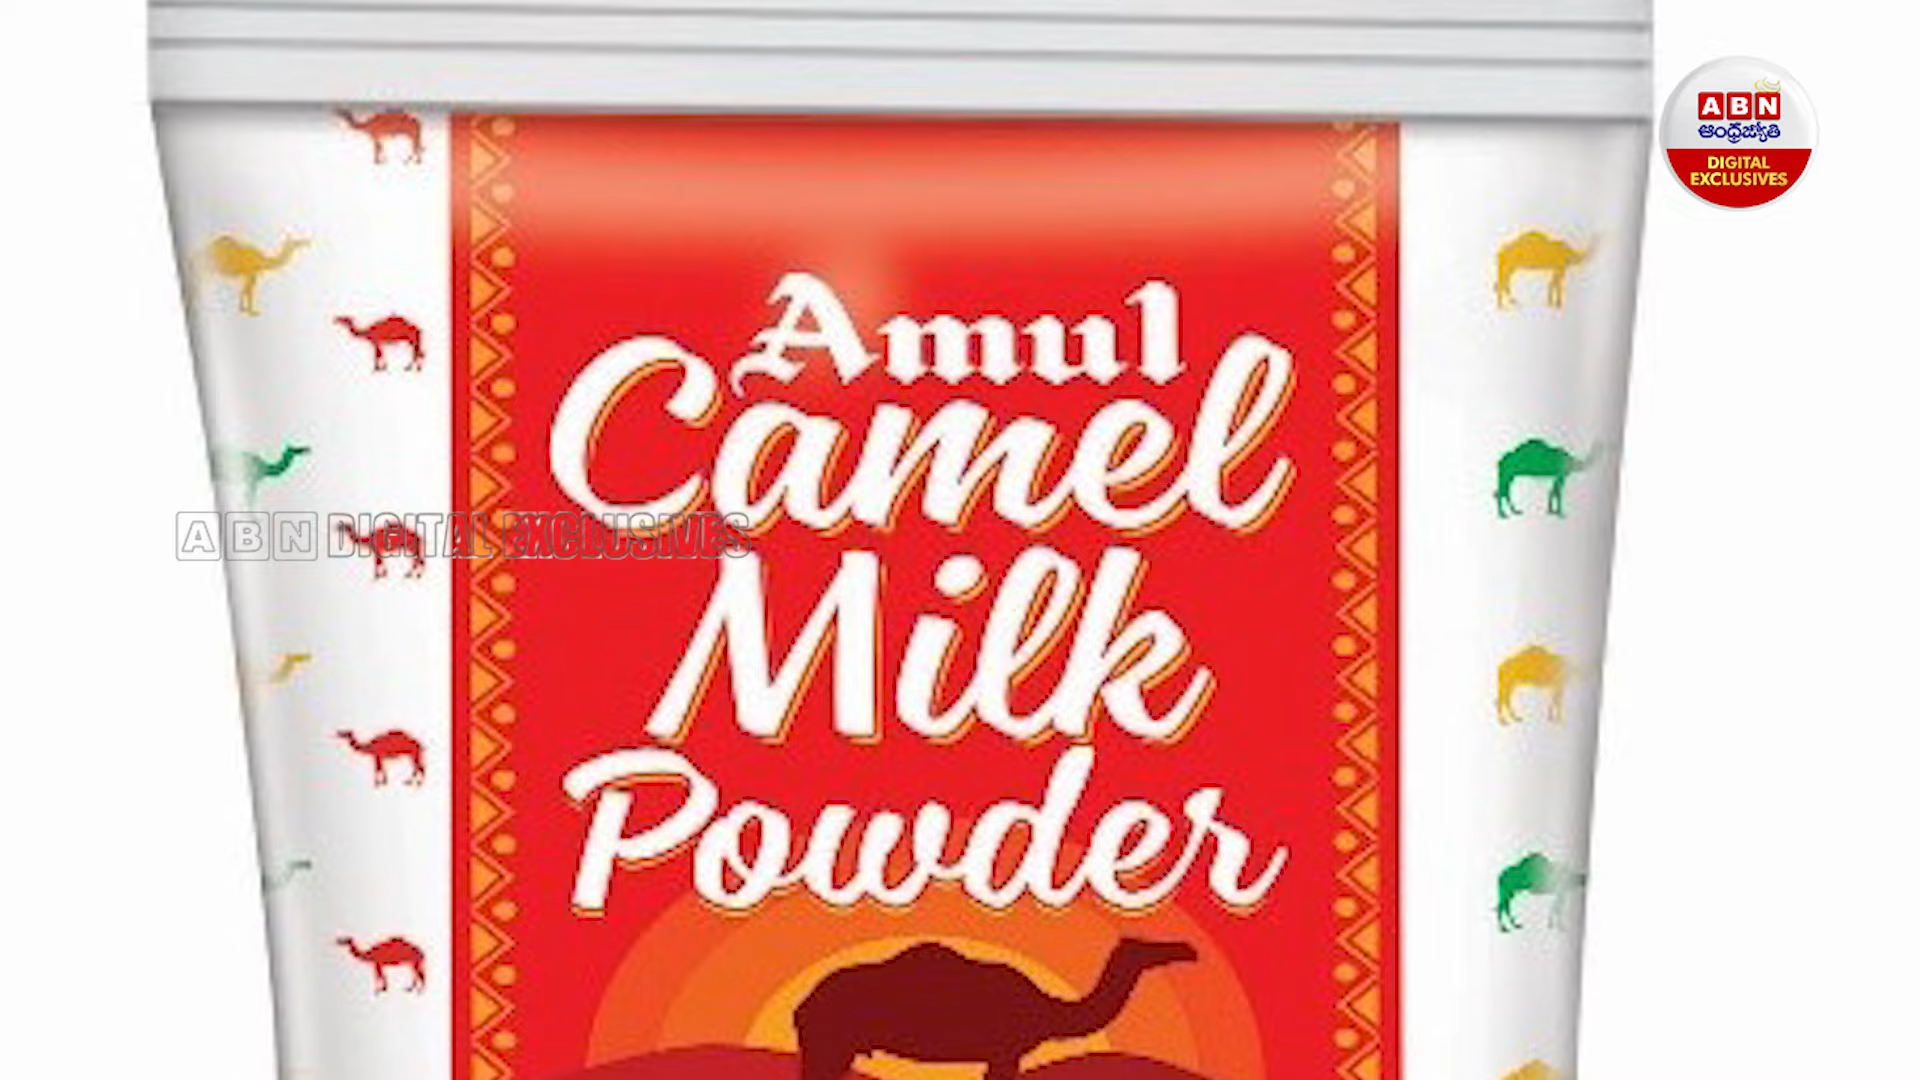 ABN
ఆంధ్రజ్యోతి
DIGITAL
EXCLUSIVES
Amul
Camel
Milk
Powder
ABN DIGITAL EXCLUSIVES